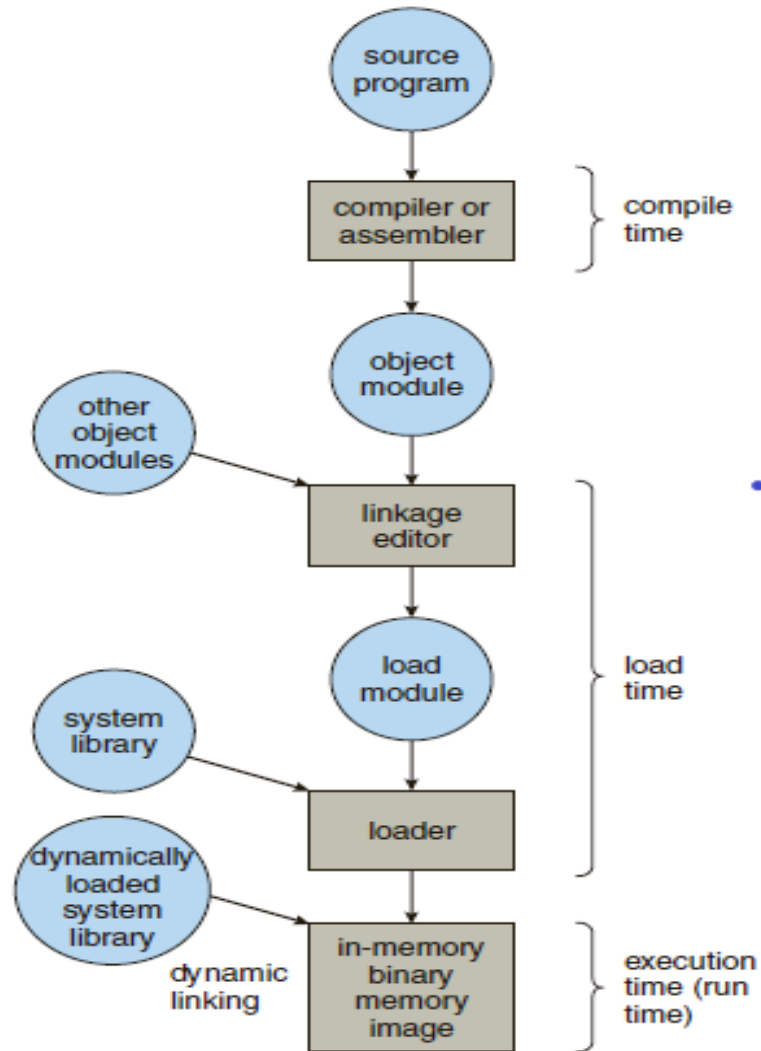 source
program
compiler or
assembler
compile
time
object
module
other
object
modules
linkage
editor
load
module
load
time
system
library
loader
dynamically
loaded
system
library
dynamic
linking
in-memory
binary
memory
image
execution
time (run
time)